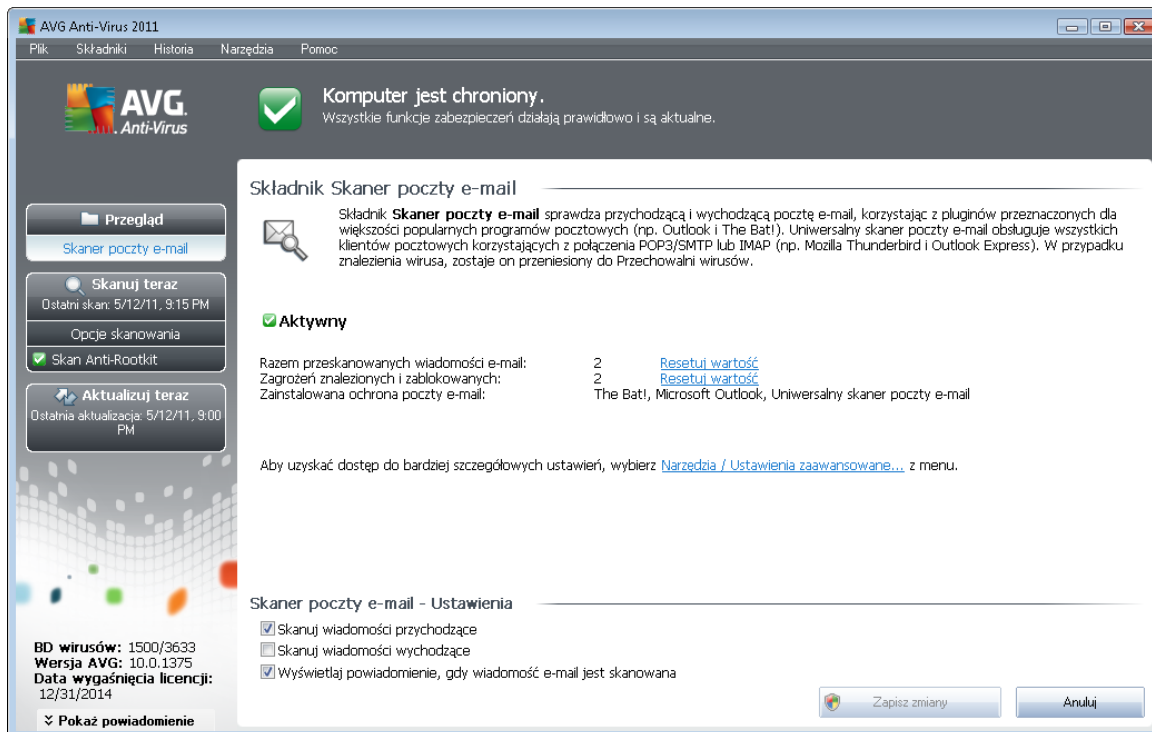 AVG Anti-Virus 2011
Plik Składniki Historia Narzędzia Pomoc
AVG.
Anti-Virus
Komputer jest chroniony.
Wszystkie funkcje zabezpieczeń działają prawidłowo i są aktualne.
Przegląd
Skaner poczty e-mail
Skanuj teraz
Ostatni skan: 5/12/11, 9:15 PM
Opcje skanowania
Skan Anti-Rootkit
Aktualizuj teraz
Ostatnia aktualizacja: 5/12/11, 9:00
PM
BD wirusów: 1500/3633
Wersja AVG: 10.0.1375
Data wygaśnięcia licencji:
12/31/2014
Pokaż powiadomienie
Składnik Skaner poczty e-mail
Składnik Skaner poczty e-mail sprawdza przychodzącą i wychodzącą pocztę e-mail, korzystając z pluginów przeznaczonych dla
większości popularnych programów pocztowych (np. Outlook i The Bat!). Uniwersalny skaner poczty e-mail obsługuje wszystkich
klientów pocztowych korzystających z połączenia POP3/SMTP lub IMAP (np. Mozilla Thunderbird i Outlook Express). W przypadku
znalezienia wirusa, zostaje on przeniesiony do Przechowalni wirusów.
Aktywny
Razem przeskanowanych wiadomości e-mail: 2 Resetuj wartość
Zagrożeń znalezionych i zablokowanych: 2 Resetuj wartość
Zainstalowana ochrona poczty e-mail: The Bat!, Microsoft Outlook, Uniwersalny skaner poczty e-mail
Aby uzyskać dostęp do bardziej szczegółowych ustawień, wybierz Narzędzia / Ustawienia zaawansowane... z menu.
Skaner poczty e-mail - Ustawienia
Skanuj wiadomości przychodzące
Skanuj wiadomości wychodzące
Wyświetlaj powiadomienie, gdy wiadomość e-mail jest skanowana
Zapisz zmiany
Anuluj